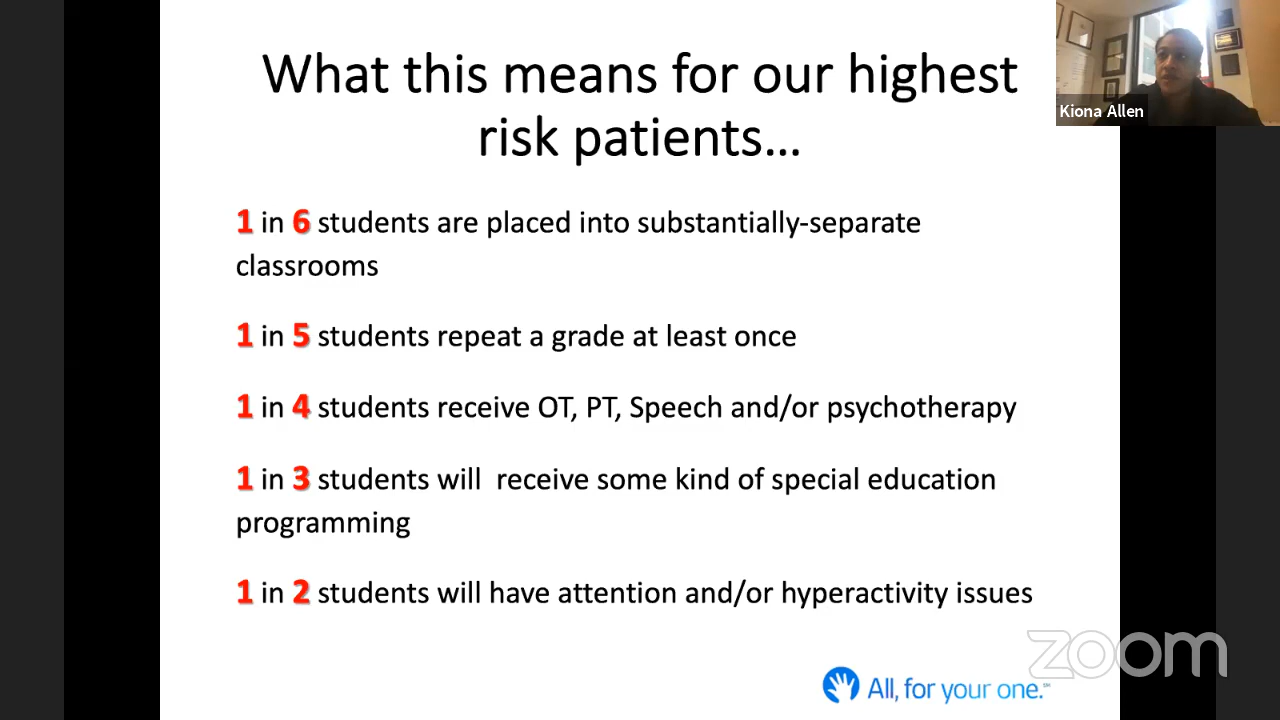 What this means for our highest
risk patients...
Kiona Allen
1 in 6 students are placed into substantially-separate
classrooms
1 in 5 students repeat a grade at least once
1 in 4 students receive OT, PT, Speech and/or psychotherapy
1 in 3 students will  receive some kind of special education
programming
1 in 2 students will have attention and/or hyperactivity issues
zoom
All, for your one.℠